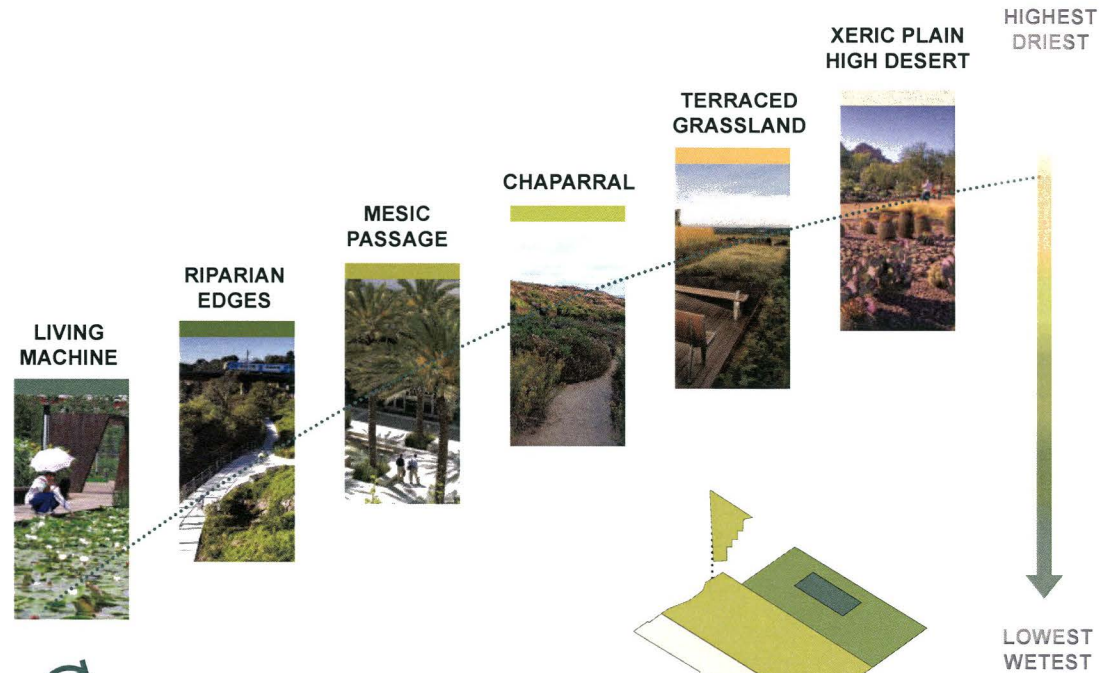 HIGHEST
DRIEST
XERIC PLAIN
HIGH DESERT
TERRACED
GRASSLAND
CHAPARRAL
MESIC
PASSAGE
RIPARIAN
EDGES
LIVING
MACHINE
LOWEST
WETEST